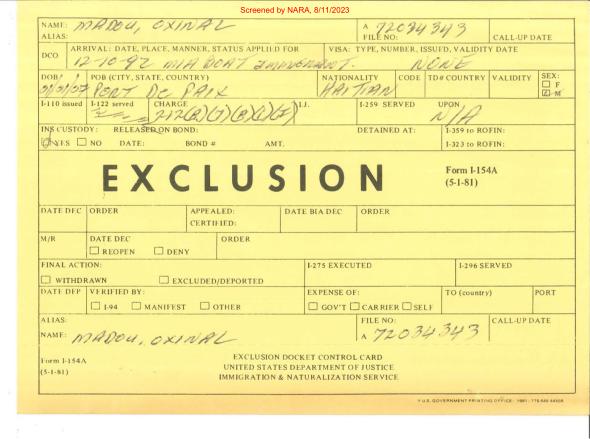 Screened by NARA, 8/11/2023
NAME: MADOU, OXINAL A 72034343
ALIAS: FILE NO: CALL-UP DATE
DCO ARRIVAL: DATE, PLACE, MANNER, STATUS APPLIED FOR VISA: TYPE, NUMBER, ISSUED, VALIDITY DATE
12-10-92 MIA BOAT IMMIGRANT. NONE
DOB/ POB (CITY, STATE, COUNTRY) NATIONALITY CODE TD# COUNTRY VALIDITY SEX:
PORT DE PAIX HAITIAN F
M
I-110 issued I-122 served CHARGE I.J. I-259 SERVED UPON
N/A
INS CUSTODY: RELEASED ON BOND: DETAINED AT: I-359 to ROFIN:
YES NO DATE: BOND # AMT. I-323 to ROFIN:
EXCLUSION Form I-154A
(5-1-81)
DATE DEC ORDER APPEALED: DATE BIA DEC ORDER
CERTIFIED:
M/R DATE DEC ORDER
REOPEN DENY
FINAL ACTION: I-275 EXECUTED I-296 SERVED
WITHDRAWN EXCLUDED/DEPORTED
DATE DEP VERIFIED BY: EXPENSE OF: TO (country) PORT
I-94 MANIFEST OTHER GOV'T CARRIER SELF
ALIAS: FILE NO: CALL-UP DATE
NAME: MADOU, OXINAL A 72034343
Form I-154A EXCLUSION DOCKET CONTROL CARD
(5-1-81) UNITED STATES DEPARTMENT OF JUSTICE
IMMIGRATION & NATURALIZATION SERVICE
U.S. GOVERNMENT PRINTING OFFICE: 1981